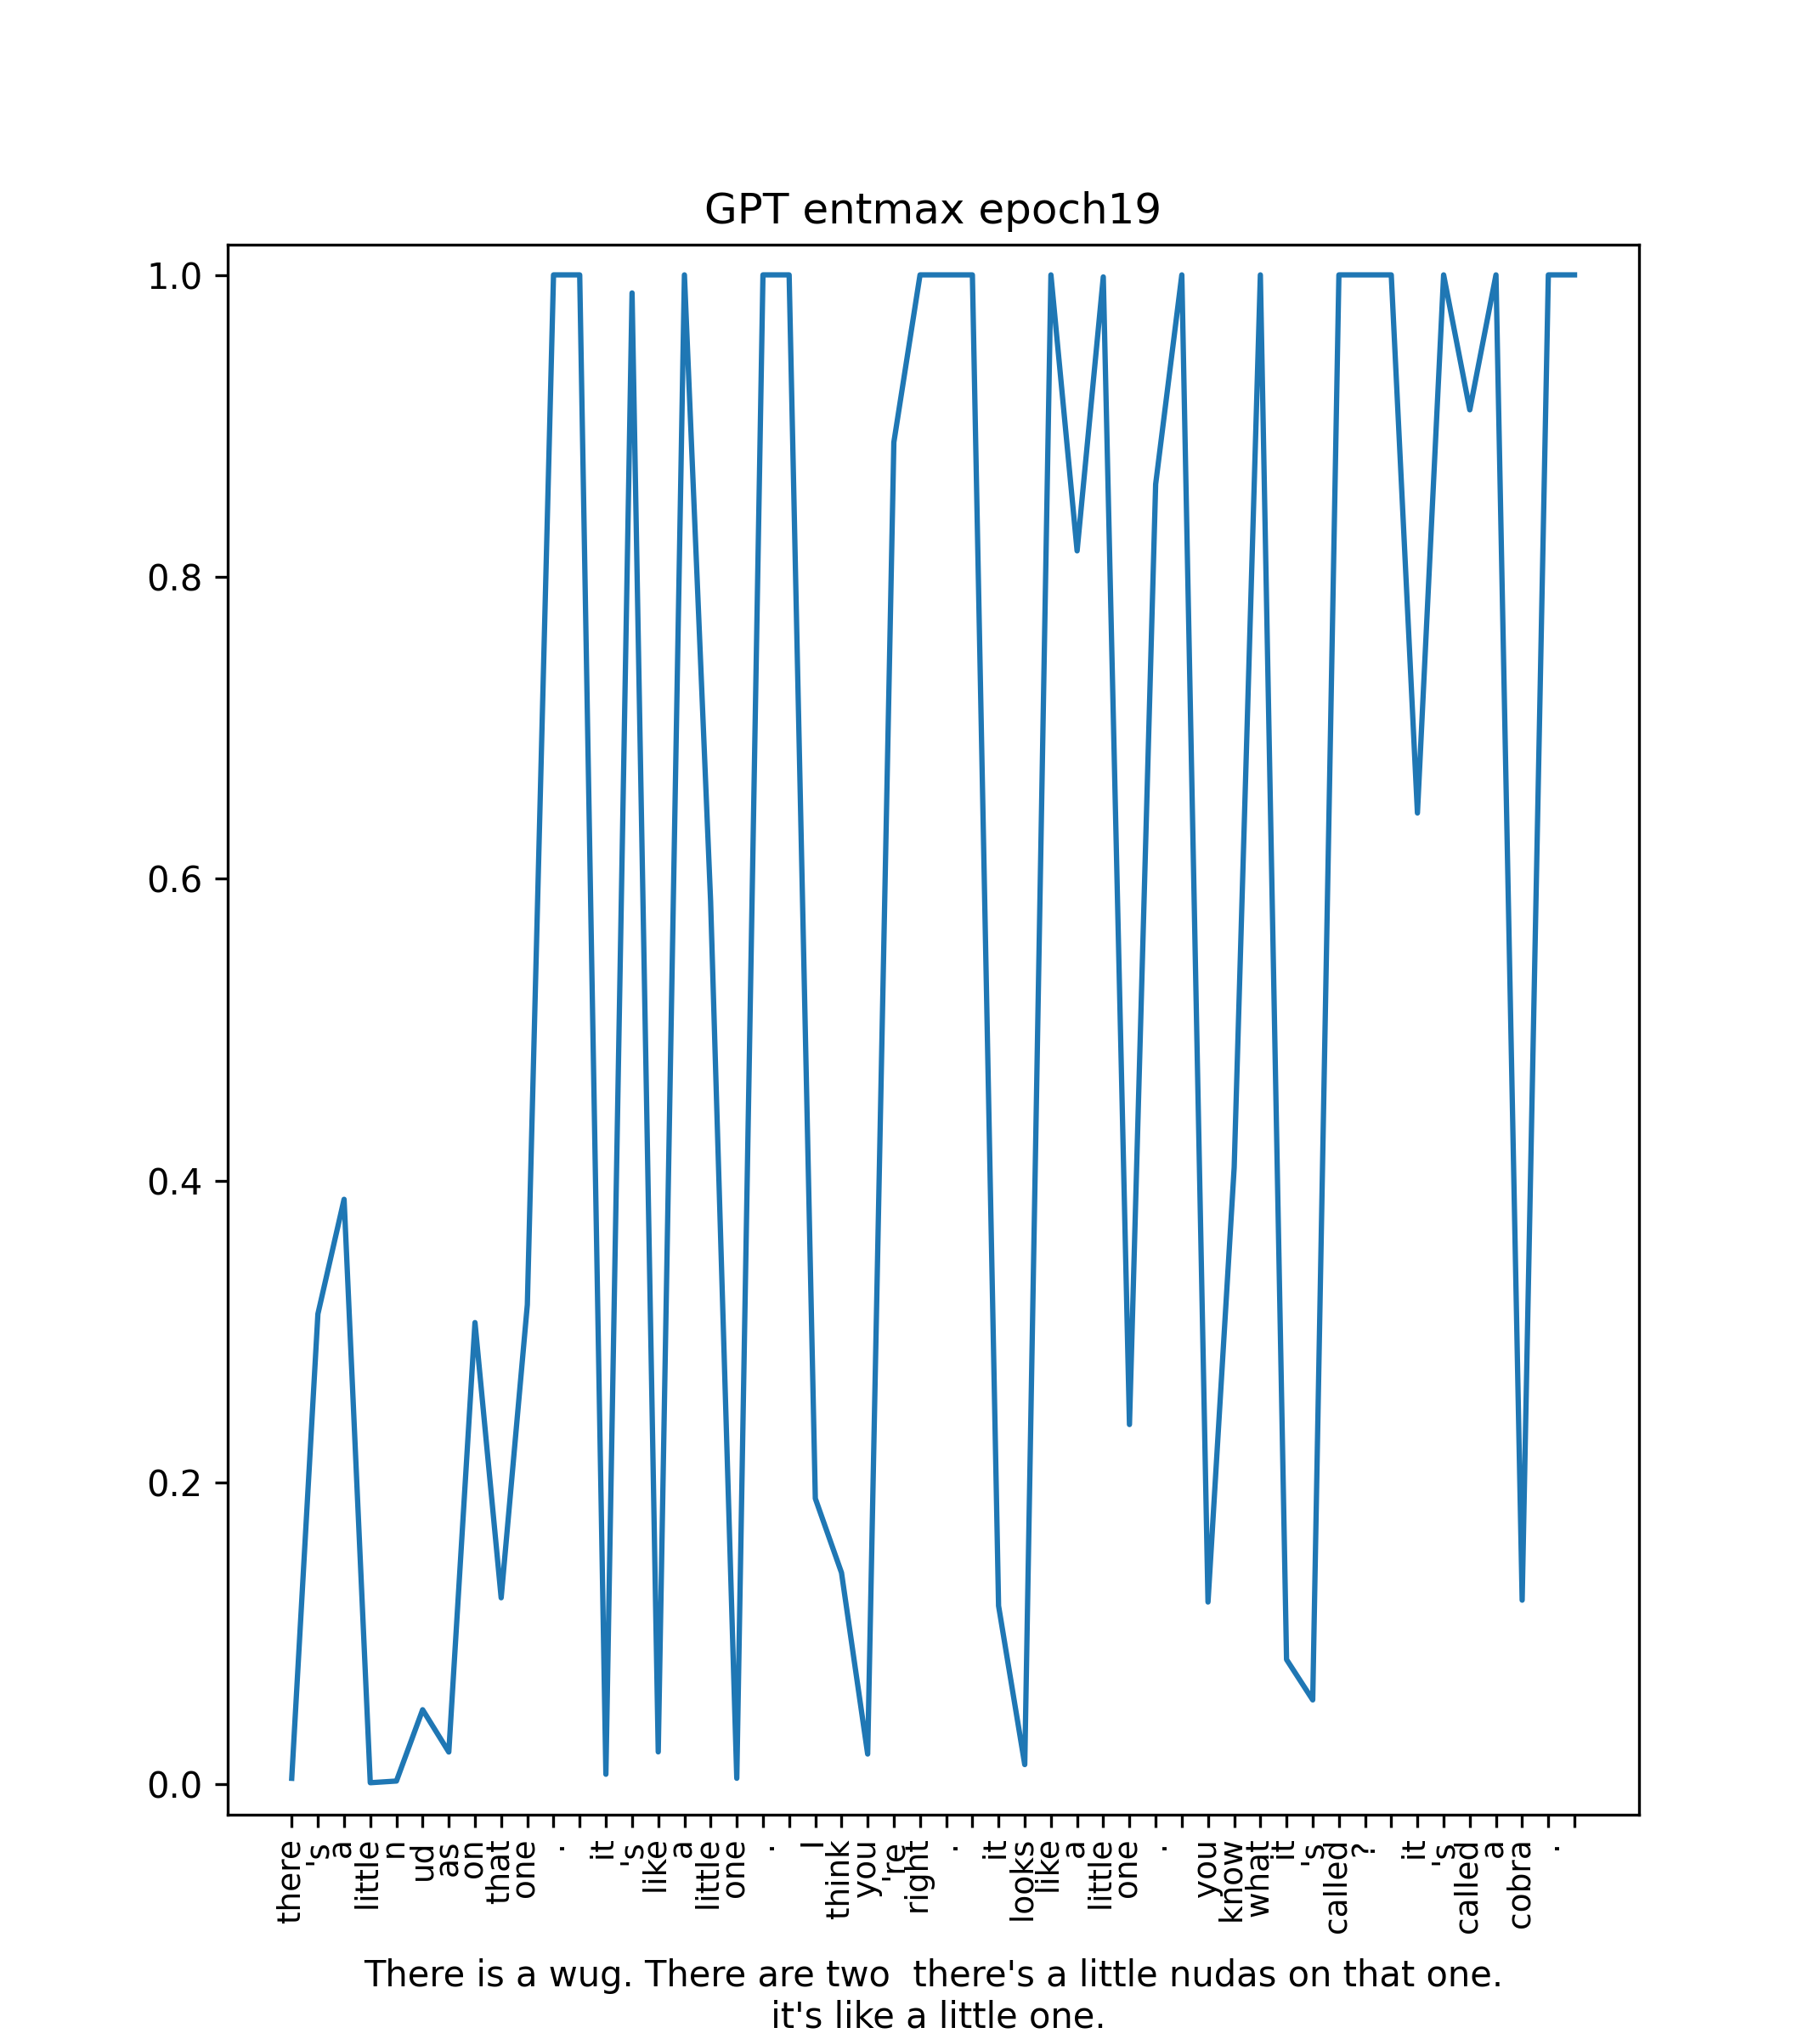 GPT entmax epoch19
1.0
0.8
0.6
0.4
0.2
0.0
there
's
a
little
n
ud
as
on
that
one
.
it
's
like
a
little
one
.
I
think
you
're
right
.
it
looks
like
a
little
one
.
you
know
what
it
's
called
?
it
's
called
a
cobra
.
There is a wug. There are two  there's a little nudas on that one.
it's like a little one.